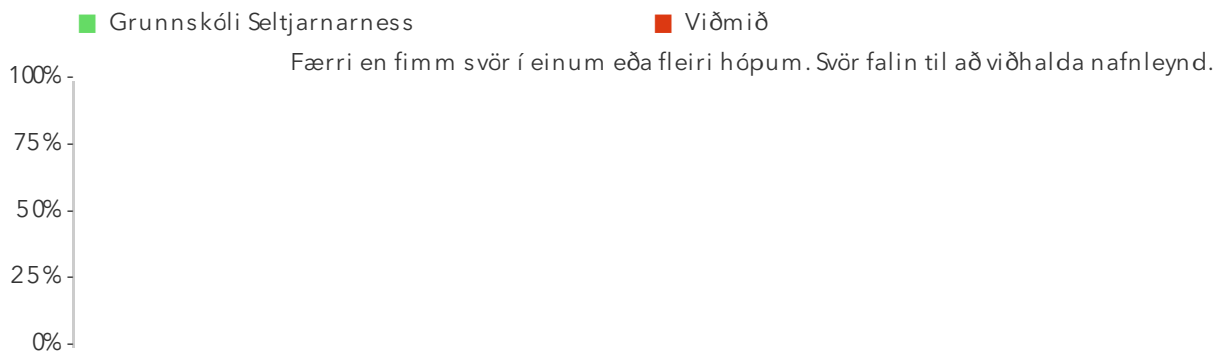 Grunnskóli Seltjarnarness
Viðmið
Færri en fimm svör í einum eða fleiri hópum. Svör falin til að viðhalda nafnleynd.
100%
75%
50%
25%
0%